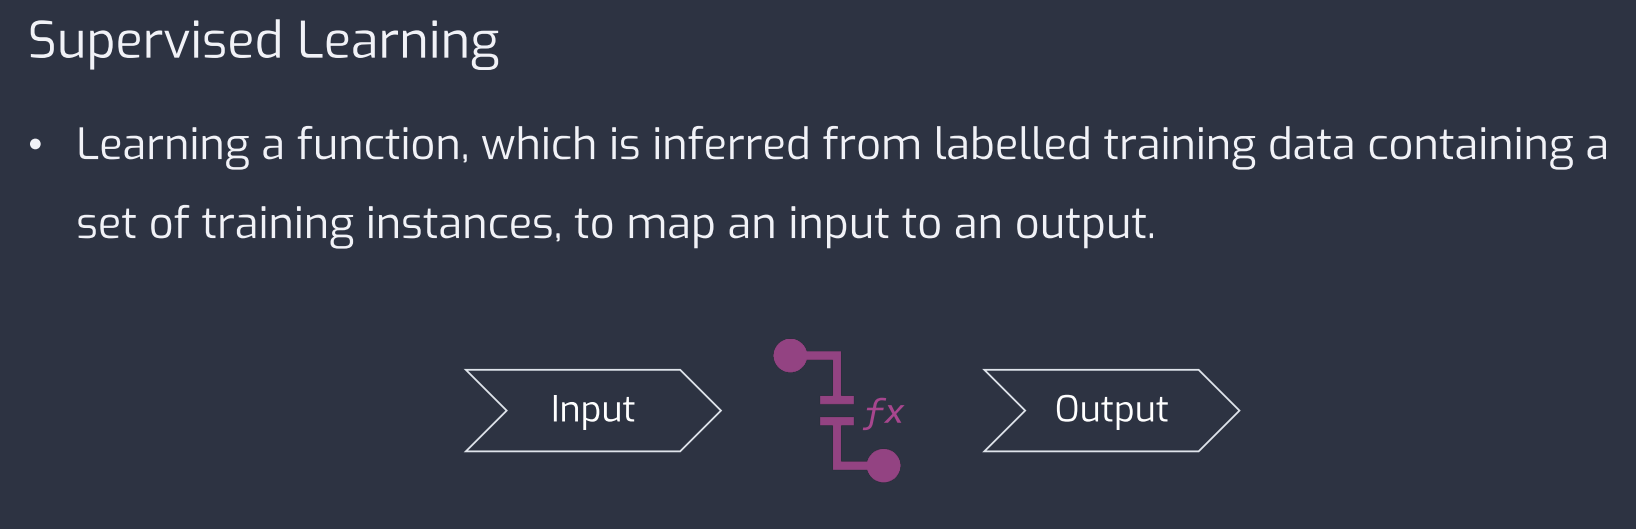 Supervised Learning
• Learning a function, which is inferred from labelled training data containing a
set of training instances, to map an input to an output.
Input
fx
Output